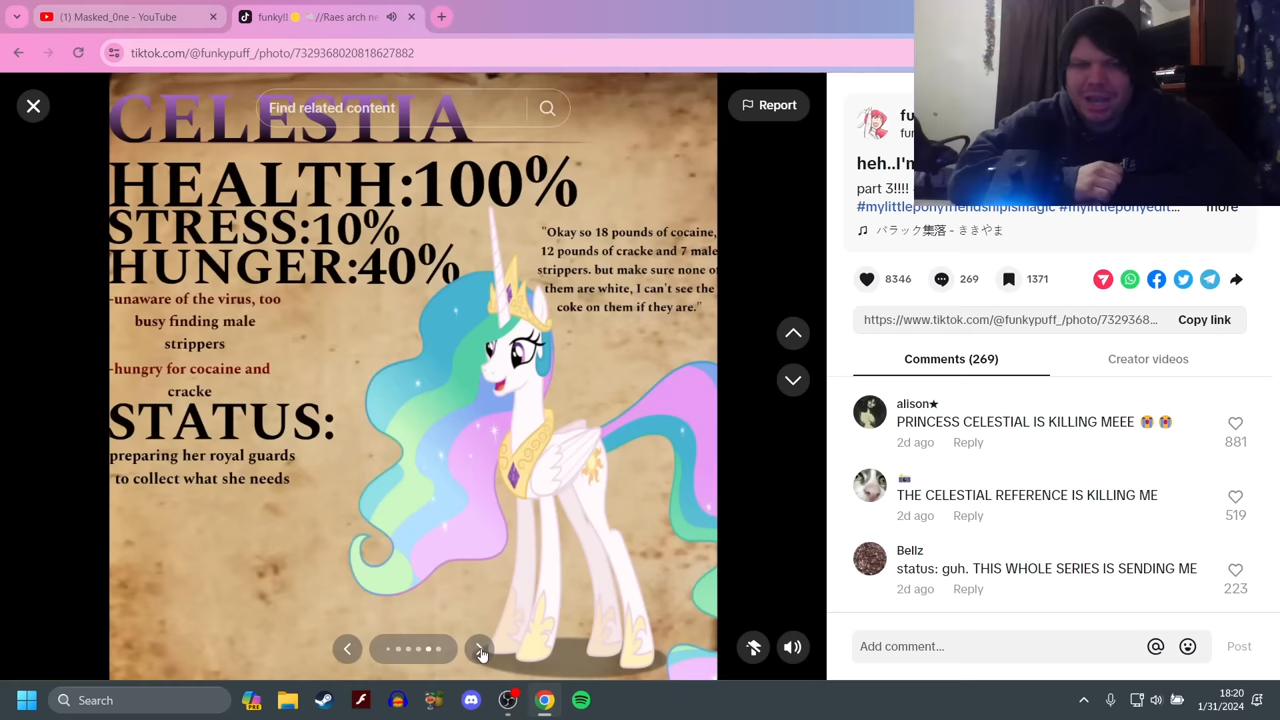 (1) Masked_0ne - YouTube
funky!!🟡 //Raes arch ne
tiktok.com/@funkypuff_/photo/7329368020818627882
CELESTIA
Find related content
Report
HEALTH:100%
STRESS:10%
HUNGER:40%
-unaware of the virus, too
busy finding male
strippers
-hungry for cocaine and
cracke
STATUS:
preparing her royal guards
to collect what she needs
"Okay so 18 pounds of cocaine,
12 pounds of cracke and 7 male
strippers. but make sure none of
them are white, I can't see the
coke on them if they are."
fu
fun
heh..I'm
part 3!!!!
#mylittleponyfriendshipismagic #mylittleponyedit... more
バラック集落 - ききやま
8346
269
1371
https://www.tiktok.com/@funkypuff_/photo/7329368...
Copy link
Comments (269)
Creator videos
alison★
PRINCESS CELESTIAL IS KILLING MEEE 😭 😭
2d ago Reply
881
📸
THE CELESTIAL REFERENCE IS KILLING ME
2d ago Reply
519
Bellz
status: guh. THIS WHOLE SERIES IS SENDING ME
2d ago Reply
223
Add comment...
Post
Search
PRE
18:20
1/31/2024